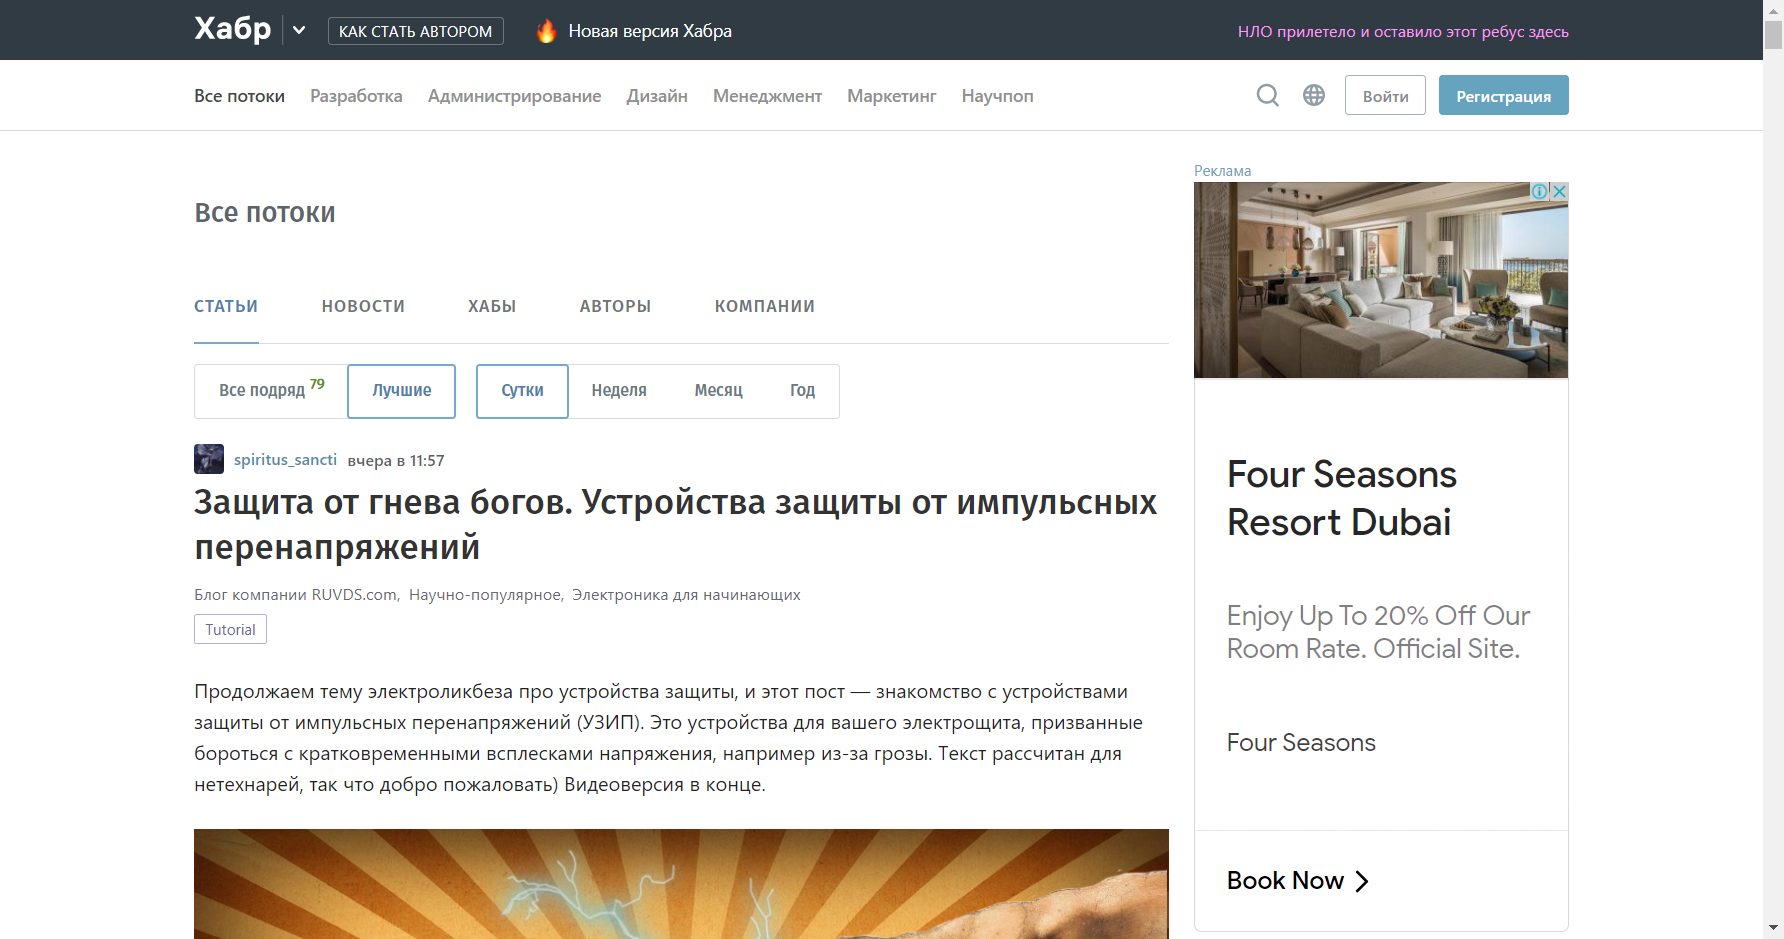 Хабр
КАК СТАТЬ АВТОРОМ
Новая версия Хабра
НЛО прилетело и оставило этот ребус здесь
Все потоки Разработка Администрирование Дизайн Менеджмент Маркетинг Научпоп
Войти
Регистрация
Все потоки
СТАТЬИ НОВОСТИ ХАБЫ АВТОРЫ КОМПАНИИ
Все подряд 79 Лучшие Сутки Неделя Месяц Год
spiritus_sancti вчера в 11:57
Защита от гнева богов. Устройства защиты от импульсных
перенапряжений
Блог компании RUVDS.com, Научно-популярное, Электроника для начинающих
Tutorial
Продолжаем тему электроликбеза про устройства защиты, и этот пост — знакомство с устройствами
защиты от импульсных перенапряжений (УЗИП). Это устройства для вашего электрощита, призванные
бороться с кратковременными всплесками напряжения, например из-за грозы. Текст рассчитан для
нетехнарей, так что добро пожаловать) Видеоверсия в конце.
Реклама
Four Seasons
Resort Dubai
Enjoy Up To 20% Off Our
Room Rate. Official Site.
Four Seasons
Book Now